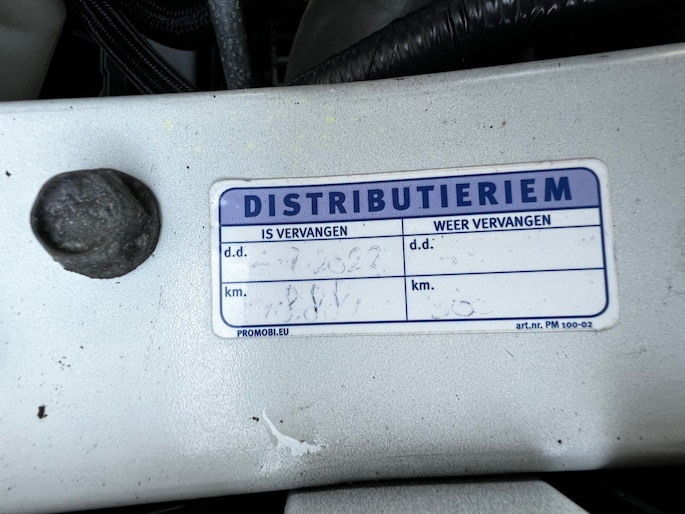 DISTRIBUTIERIEM
IS VERVANGEN
WEER VERVANGEN
d.d.
d.d.
km.
km.
PROMOBI.EU
art.nr. PM 100-02